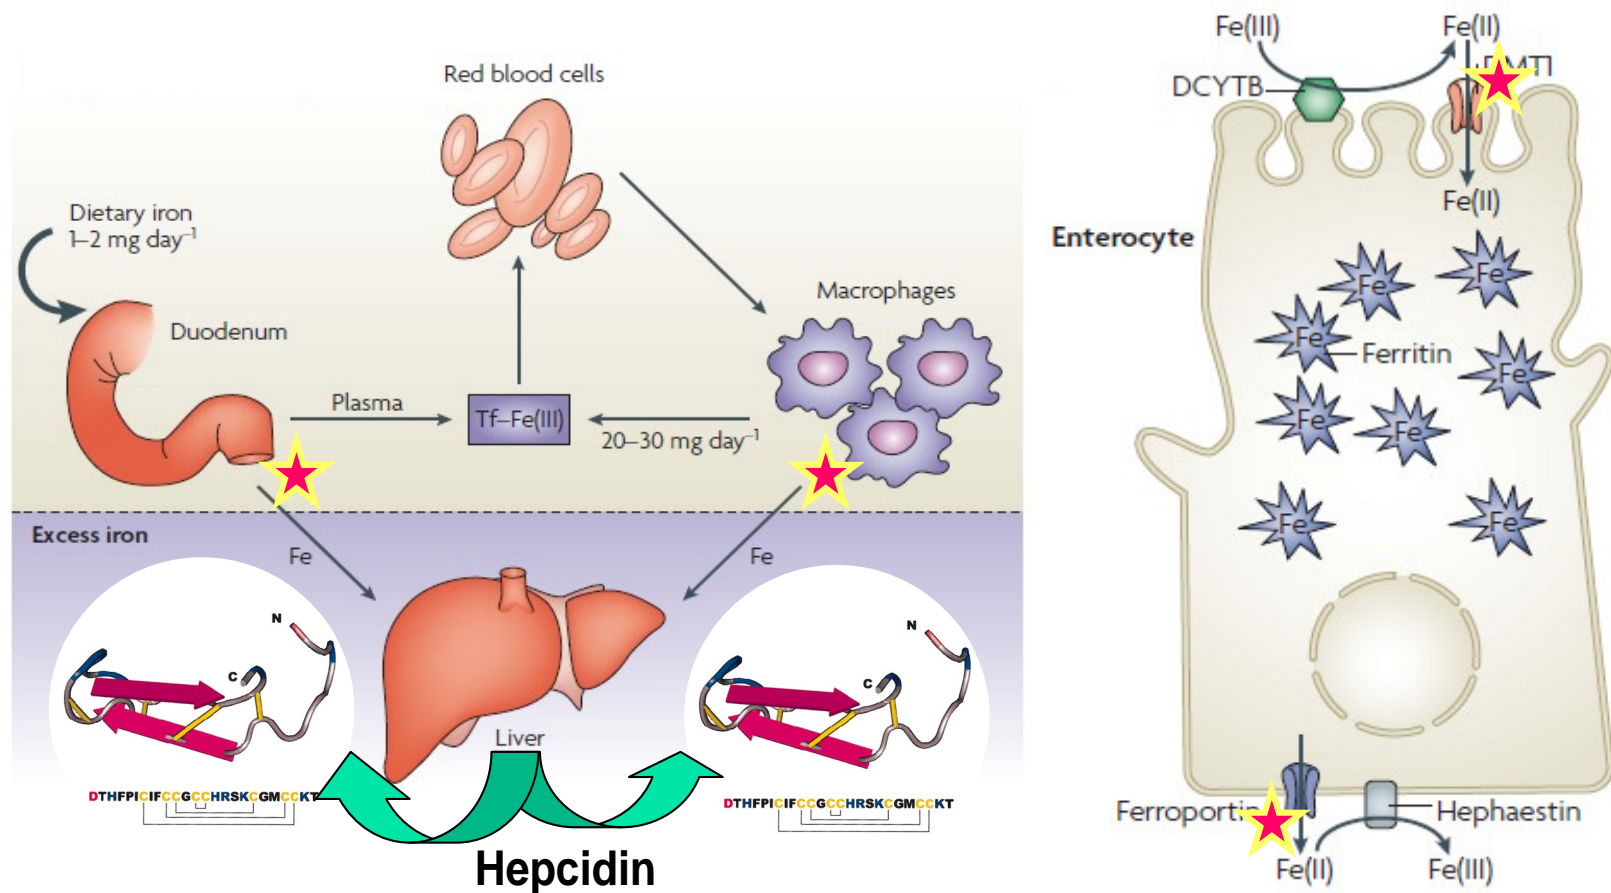 Red blood cells
Dietary iron
1–2 mg day⁻¹
Duodenum
Macrophages
Plasma
Tf–Fe(III)
20–30 mg day⁻¹
Excess iron
Fe
Fe
N
C
N
C
Liver
DTHFPICIFCCGCCHRSKCGMCCKT
DTHFPICIFCCGCCHRSKCGMCCKT
Hepcidin
Fe(III)
Fe(II)
DCYTB
DMT1
Fe(II)
Enterocyte
Fe
Fe
Fe
Ferritin
Fe
Fe
Fe
Fe
Fe
Ferroportin
Hephaestin
Fe(II)
Fe(III)